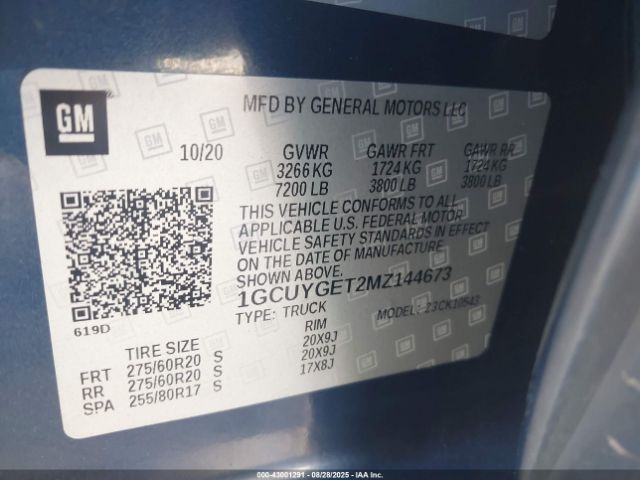 GM
MFD BY GENERAL MOTORS LLC
10/20 GVWR GAWR FRT GAWR RR
3266 KG 1724 KG 1724 KG
7200 LB 3800 LB 3800 LB
THIS VEHICLE CONFORMS TO ALL
APPLICABLE U.S. FEDERAL MOTOR
VEHICLE SAFETY STANDARDS IN EFFECT
ON THE DATE OF MANUFACTURE
SHOWN ABOVE.
1GCUYGET2MZ144673
619D TYPE: TRUCK MODEL: 23CK10543
TIRE SIZE RIM
FRT 275/60R20 S 20X9J
RR 275/60R20 S 20X9J
SPA 255/80R17 S 17X8J
000-43001291 - 08/28/2025 - IAA Inc.